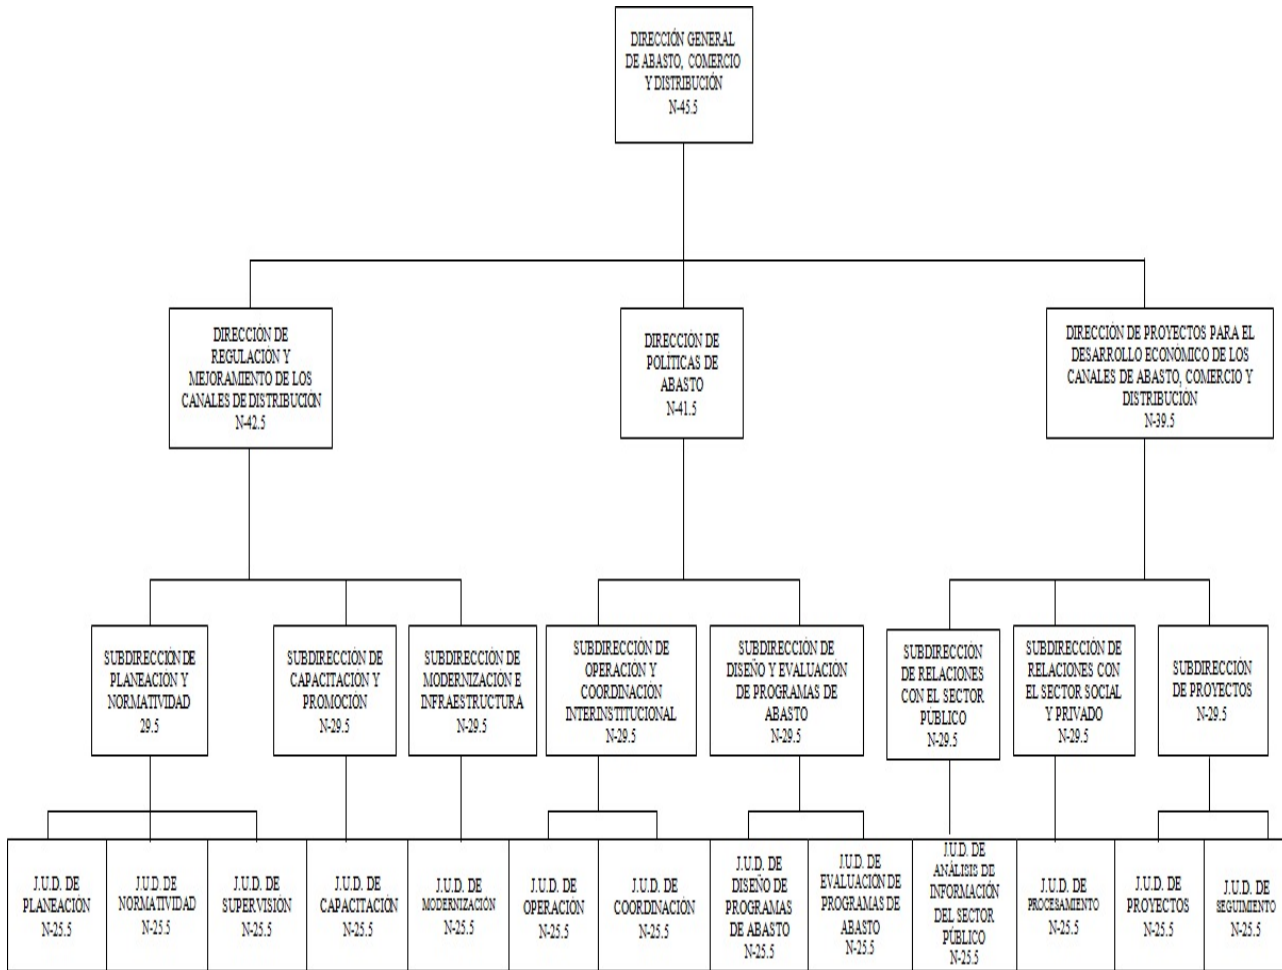 DIRECCIÓN GENERAL
DE ABASTO, COMERCIO
Y DISTRIBUCIÓN
N-45.5
DIRECCIÓN DE
REGULACIÓN Y
MEJORAMIENTO DE LOS
CANALES DE DISTRIBUCIÓN
N-42.5
DIRECCIÓN DE
POLÍTICAS DE
ABASTO
N-41.5
DIRECCIÓN DE PROYECTOS PARA EL
DESARROLLO ECONÓMICO DE LOS
CANALES DE ABASTO, COMERCIO Y
DISTRIBUCIÓN
N-39.5
SUBDIRECCIÓN DE
PLANEACIÓN Y
NORMATIVIDAD
29.5
SUBDIRECCIÓN DE
CAPACITACIÓN Y
PROMOCIÓN
N-29.5
SUBDIRECCIÓN DE
MODERNIZACIÓN E
INFRAESTRUCTURA
N-29.5
SUBDIRECCIÓN DE
OPERACIÓN Y
COORDINACIÓN
INTERINSTITUCIONAL
N-29.5
SUBDIRECCIÓN DE
DISEÑO Y EVALUACIÓN
DE PROGRAMAS DE
ABASTO
N-29.5
SUBDIRECCIÓN
DE RELACIONES
CON EL SECTOR
PÚBLICO
N-29.5
SUBDIRECCIÓN DE
RELACIONES CON
EL SECTOR SOCIAL
Y PRIVADO
N-29.5
SUBDIRECCIÓN
DE PROYECTOS
N-29.5
J.U.D. DE
PLANEACIÓN
N-25.5
J.U.D. DE
NORMATIVIDAD
N-25.5
J.U.D. DE
SUPERVISIÓN
N-25.5
J.U.D. DE
CAPACITACIÓN
N-25.5
J.U.D. DE
MODERNIZACIÓN
N-25.5
J.U.D. DE
OPERACIÓN
N-25.5
J.U.D. DE
COORDINACIÓN
N-25.5
J.U.D. DE
DISEÑO DE
PROGRAMAS
DE ABASTO
N-25.5
J.U.D. DE
EVALUACIÓN DE
PROGRAMAS DE
ABASTO
N-25.5
J.U.D. DE
ANÁLISIS DE
INFORMACIÓN
DEL SECTOR
PÚBLICO
N-25.5
J.U.D. DE
PROCESAMIENTO
N-25.5
J.U.D. DE
PROYECTOS
N-25.5
J.U.D. DE
SEGUIMIENTO
N-25.5